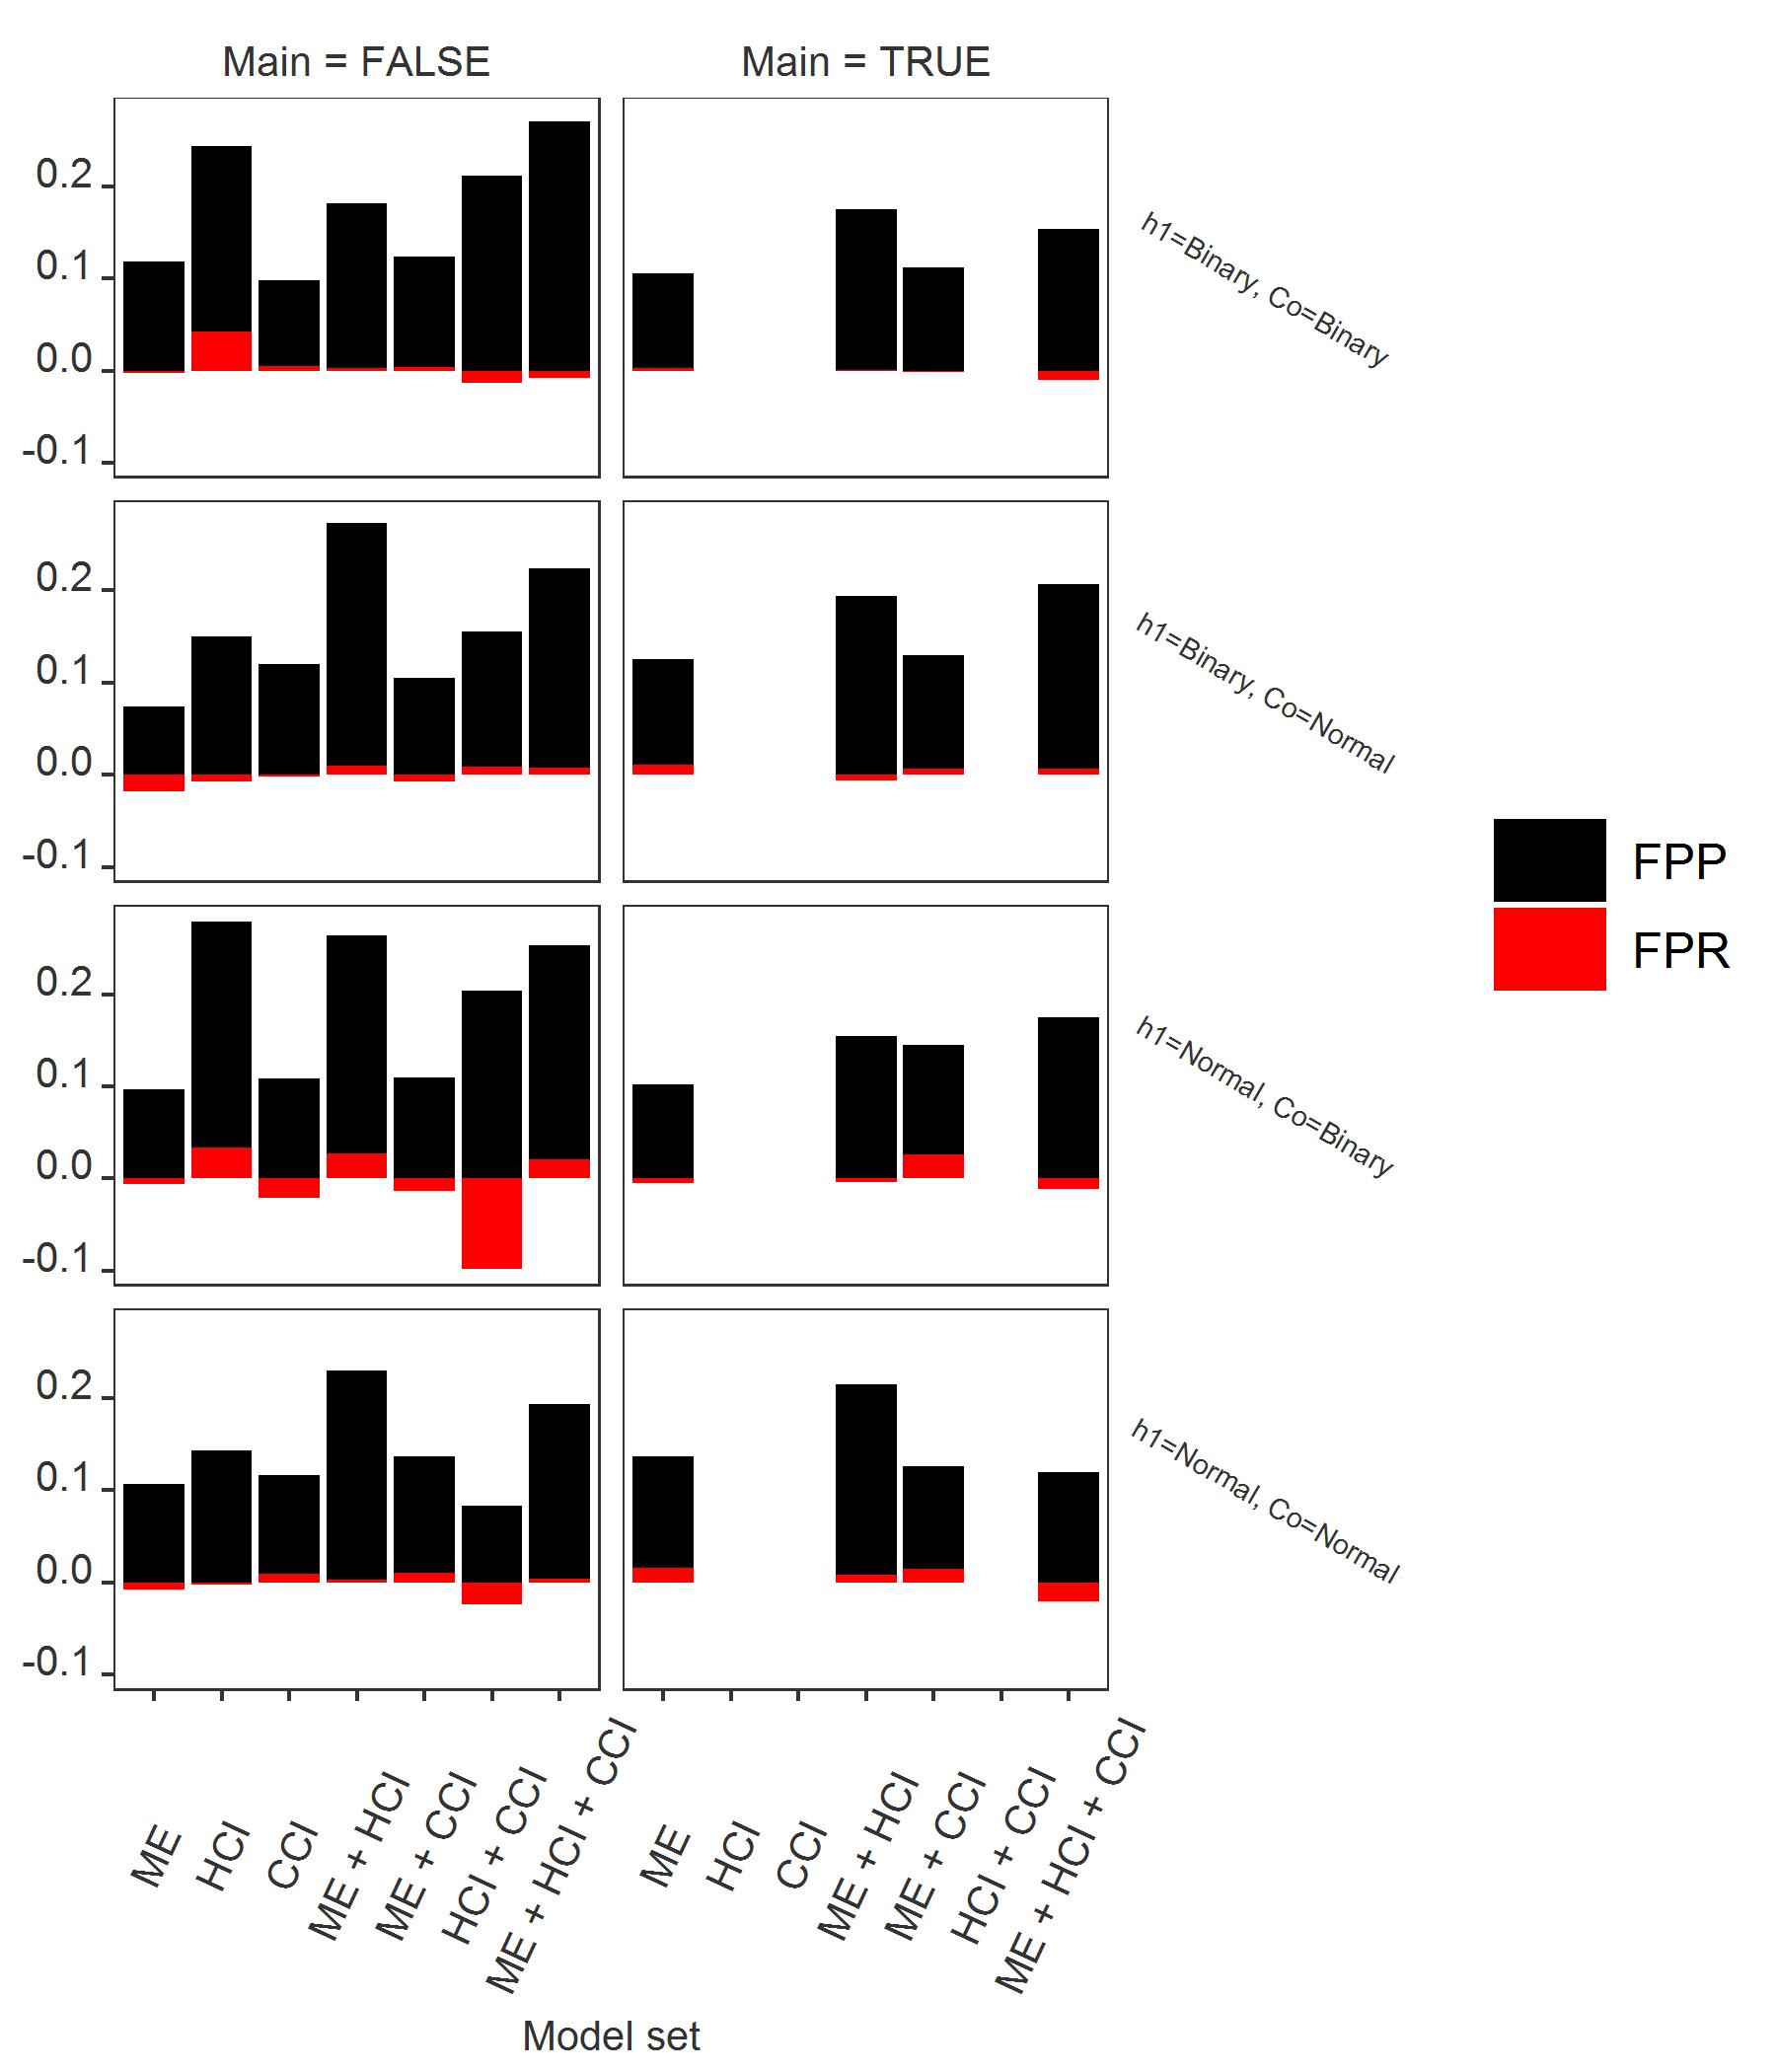 Main = FALSE
Main = TRUE
0.2
0.1
0.0
-0.1
h1=Binary, Co=Binary
0.2
0.1
0.0
-0.1
h1=Binary, Co=Normal
0.2
0.1
0.0
-0.1
h1=Normal, Co=Binary
0.2
0.1
0.0
-0.1
h1=Normal, Co=Normal
FPP
FPR
ME
HCI
CCI
ME + HCI
ME + CCI
HCI + CCI
ME + HCI + CCI
ME
HCI
CCI
ME + HCI
ME + CCI
HCI + CCI
ME + HCI + CCI
Model set